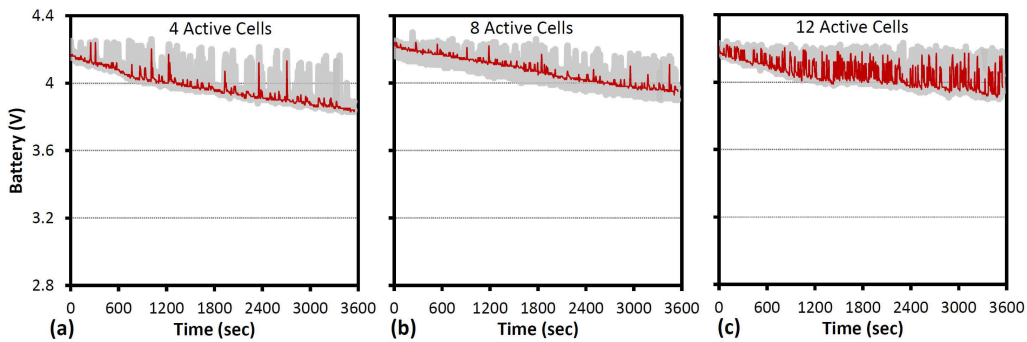 4 Active Cells
8 Active Cells
12 Active Cells
Battery (V)
4.4
4
3.6
3.2
2.8
0 600 1200 1800 2400 3000 3600
0 600 1200 1800 2400 3000 3600
0 600 1200 1800 2400 3000 3600
(a) Time (sec)
(b) Time (sec)
(c) Time (sec)